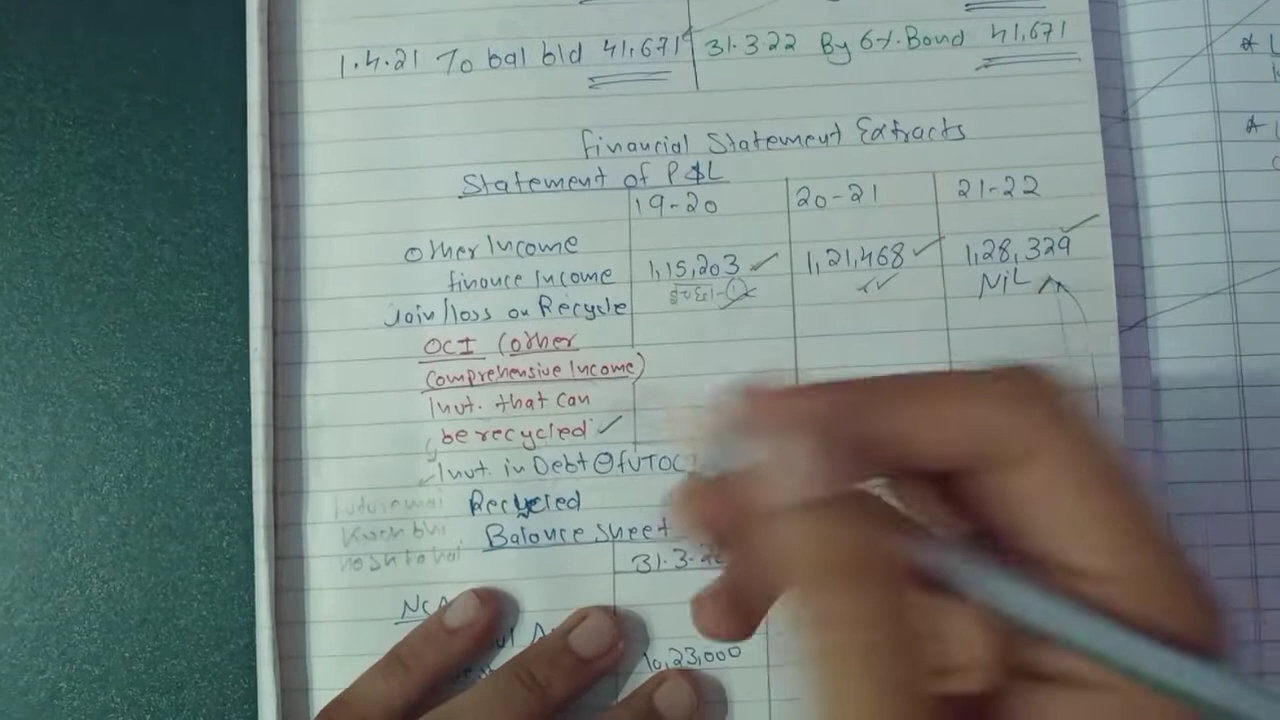 1.4.21 To bal bld 41,671 31.3.22 By 6%.Bond 41,671
financial Statement Extracts
Statement of P&L
19-20 20-21 21-22
Other Income
finance Income 1,15,203 1,21,468 1,28,329
Gain/loss on Recycle NiL
OCI (other
Comprehensive Income)
Invt. that can
be recycled
Invt. in Debt @fVTOC
Recycled
Balance Sheet
31.3.2
NCA
10,23,000